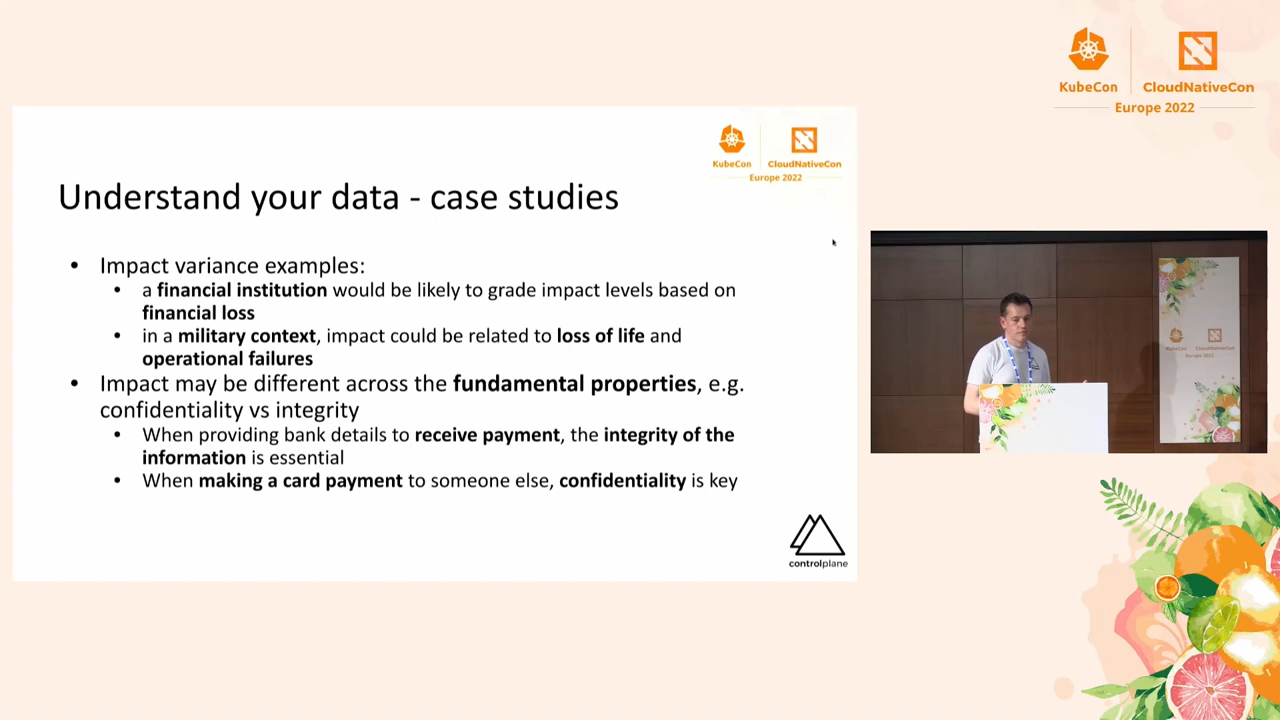 KubeCon
CloudNativeCon
Europe 2022
KubeCon
CloudNativeCon
Europe 2022
Understand your data - case studies
• Impact variance examples:
• a financial institution would be likely to grade impact levels based on
financial loss
• in a military context, impact could be related to loss of life and
operational failures
• Impact may be different across the fundamental properties, e.g.
confidentiality vs integrity
• When providing bank details to receive payment, the integrity of the
information is essential
• When making a card payment to someone else, confidentiality is key
controlplane
KubeCon
CloudNativeCon
Europe 2022